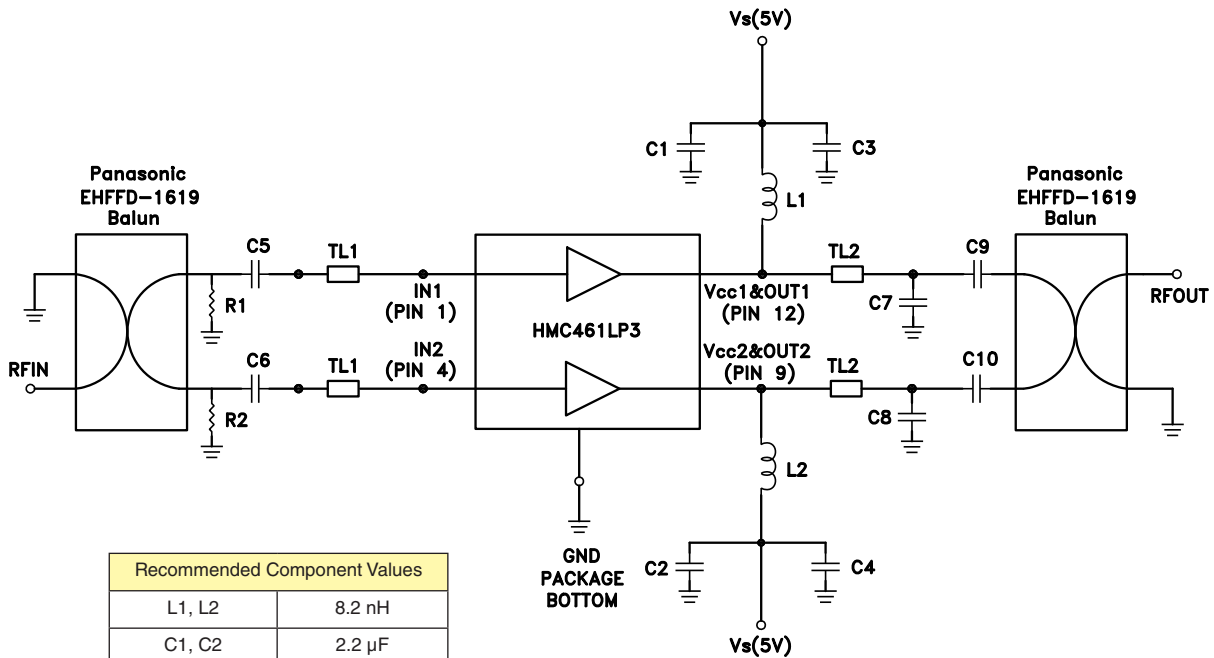 Vs(5V)
C1
C3
L1
Panasonic
EHFFD-1619
Balun
Panasonic
EHFFD-1619
Balun
C5
TL1
TL2
C9
R1
IN1
(PIN 1)
Vcc1&OUT1
(PIN 12)
C7
RFOUT
HMC461LP3
RFIN
C6
TL1
IN2
(PIN 4)
Vcc2&OUT2
(PIN 9)
TL2
C10
R2
C8
L2
GND
PACKAGE
BOTTOM
C2
C4
Vs(5V)
Recommended Component Values
L1, L2 8.2 nH
C1, C2 2.2 µF